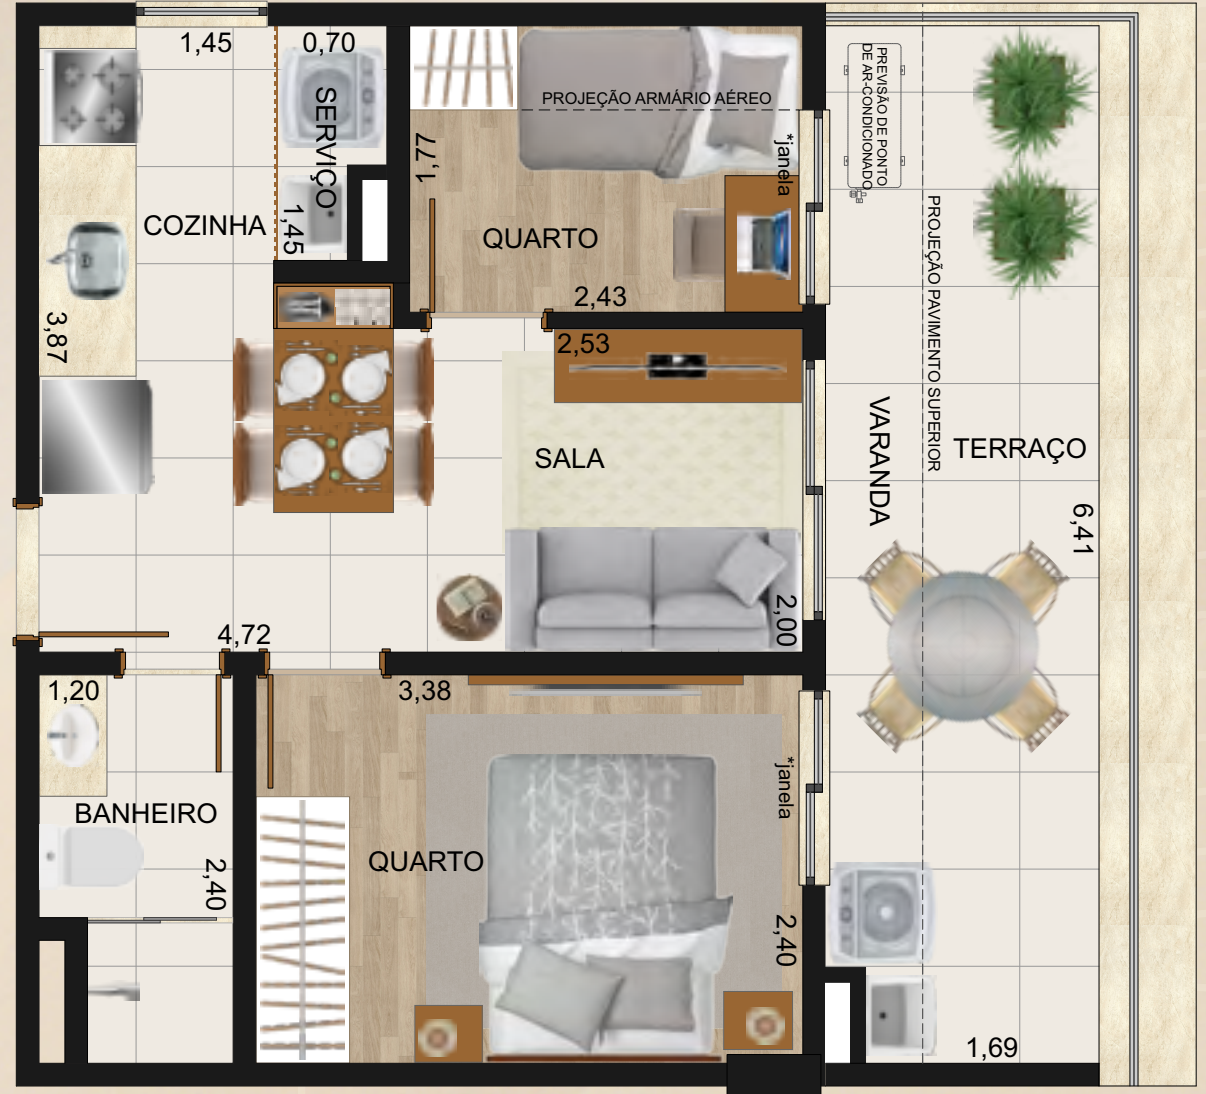 1,45
0,70
SERVIÇO
1,45
COZINHA
3,87
PROJEÇÃO ARMÁRIO AÉREO
1,77
*janela
QUARTO
2,43
PREVISÃO DE PONTO
DE AR-CONDICIONADO
PROJEÇÃO PAVIMENTO SUPERIOR
2,53
SALA
2,00
VARANDA
TERRAÇO
6,41
4,72
1,20
BANHEIRO
2,40
3,38
*janela
QUARTO
2,40
1,69